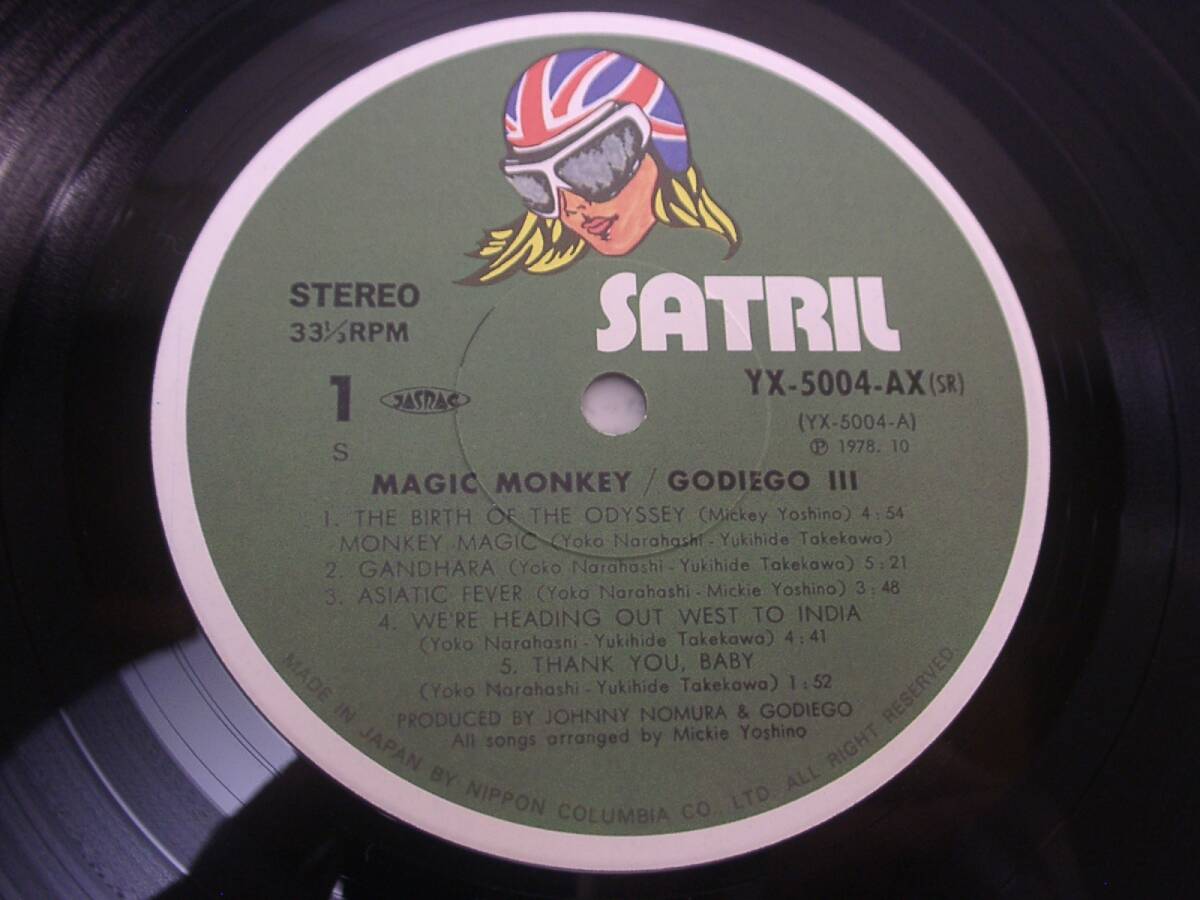 STEREO
33⅓RPM
SATRIL
1
JASRAC
S
YX-5004-AX(SR)
(YX-5004-A)
Ⓟ 1978. 10
MAGIC MONKEY / GODIEGO III
1. THE BIRTH OF THE ODYSSEY (Mickey Yoshino) 4:54
MONKEY MAGIC (Yoko Narahashi - Yukihide Takekawa)
2. GANDHARA (Yoko Narahashi - Yukihide Takekawa) 5:21
3. ASIATIC FEVER (Yoko Narahashi - Mickie Yoshino) 3:48
4. WE'RE HEADING OUT WEST TO INDIA
(Yoko Narahashi - Yukihide Takekawa) 4:41
5. THANK YOU, BABY
(Yoko Narahashi - Yukihide Takekawa) 1:52
PRODUCED BY JOHNNY NOMURA & GODIEGO
All songs arranged by Mickie Yoshino
MADE IN JAPAN BY NIPPON COLUMBIA CO., LTD. ALL RIGHT RESERVED.